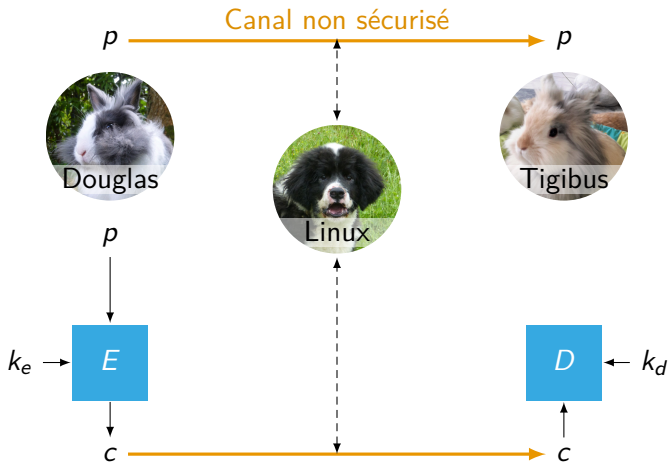 Canal non sécurisé
p p
Douglas
Linux
Tigibus
p
k_e E D k_d
c c